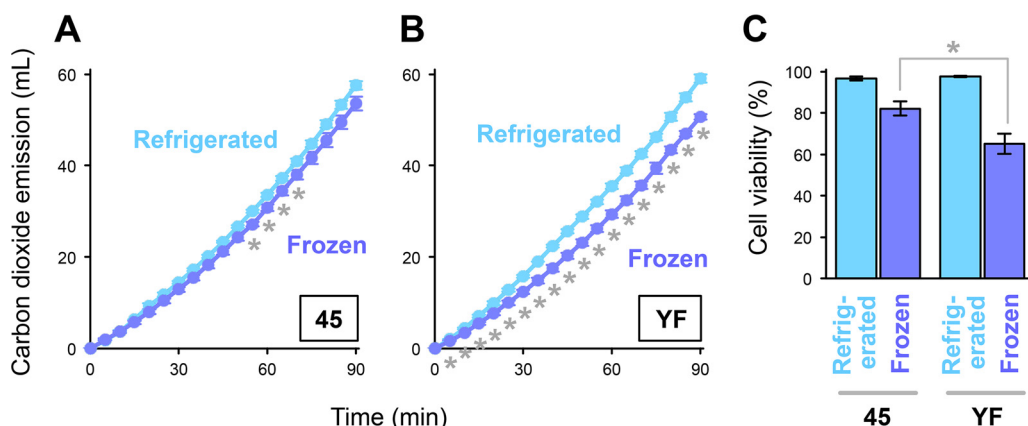 A
B
C
Carbon dioxide emission (mL)
60
40
20
0
Refrigerated
Frozen
45
0
30
60
90
60
40
20
0
Refrigerated
Frozen
YF
0
30
60
90
Time (min)
Cell viability (%)
100
80
60
40
20
0
*
Refrig-
erated
Frozen
Refrig-
erated
Frozen
45
YF